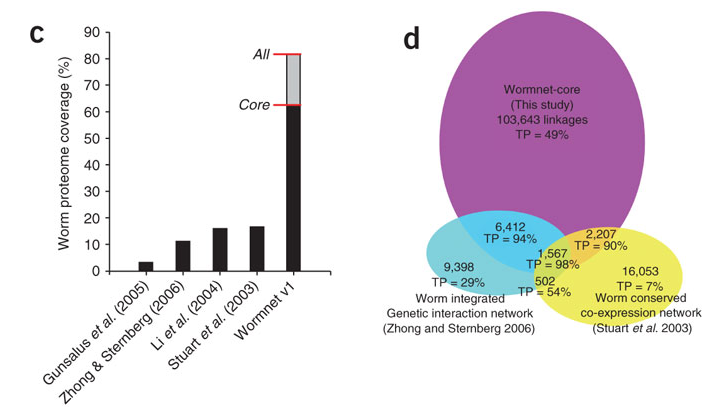 c
Worm proteome coverage (%)
90
80
70
60
50
40
30
20
10
0
All
Core
Gunsalus et al. (2005)
Zhong & Sternberg (2006)
Li et al. (2004)
Stuart et al. (2003)
Wormnet v1
d
Wormnet-core
(This study)
103,643 linkages
TP = 49%
6,412
TP = 94%
2,207
TP = 90%
1,567
TP = 98%
9,398
TP = 29%
502
TP = 54%
16,053
TP = 7%
Worm integrated
Genetic interaction network
(Zhong and Sternberg 2006)
Worm conserved
co-expression network
(Stuart et al. 2003)